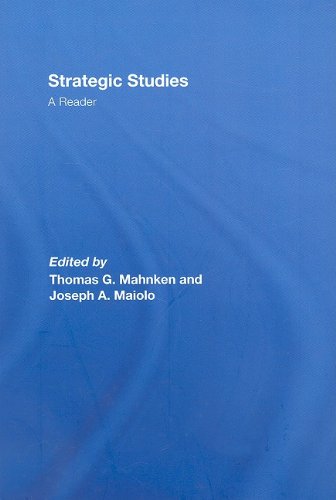 Strategic Studies
A Reader
Edited by
Thomas G. Mahnken and
Joseph A. Maiolo